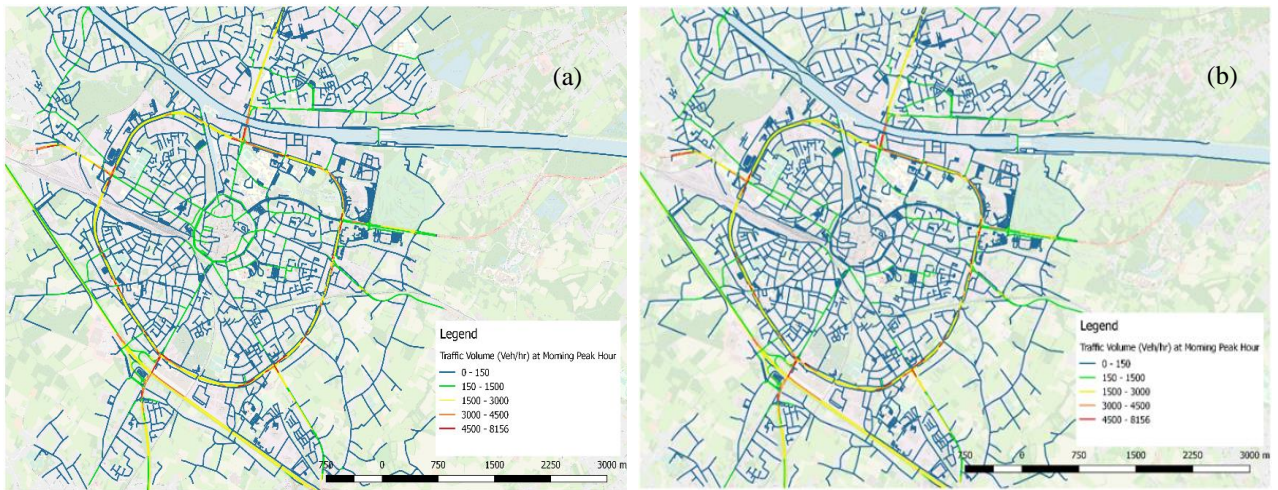 (a)
Legend
Traffic Volume (Veh/hr) at Morning Peak Hour
0 - 150
150 - 1500
1500 - 3000
3000 - 4500
4500 - 8156
750 0 750 1500 2250 3000 m
(b)
Legend
Traffic Volume (Veh/hr) at Morning Peak Hour
0 - 150
150 - 1500
1500 - 3000
3000 - 4500
4500 - 8156
750 0 750 1500 2250 3000 m